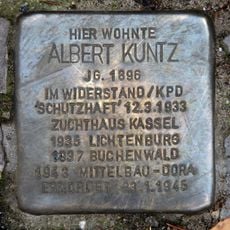 HIER WOHNTE
ALBERT KUNTZ
JG. 1896
IM WIDERSTAND/KPD
'SCHUTZHAFT' 12.3.1933
ZUCHTHAUS KASSEL
1935 LICHTENBURG
1937 BUCHENWALD
1943 MITTELBAU-DORA
ERMORDET 23.1.1945